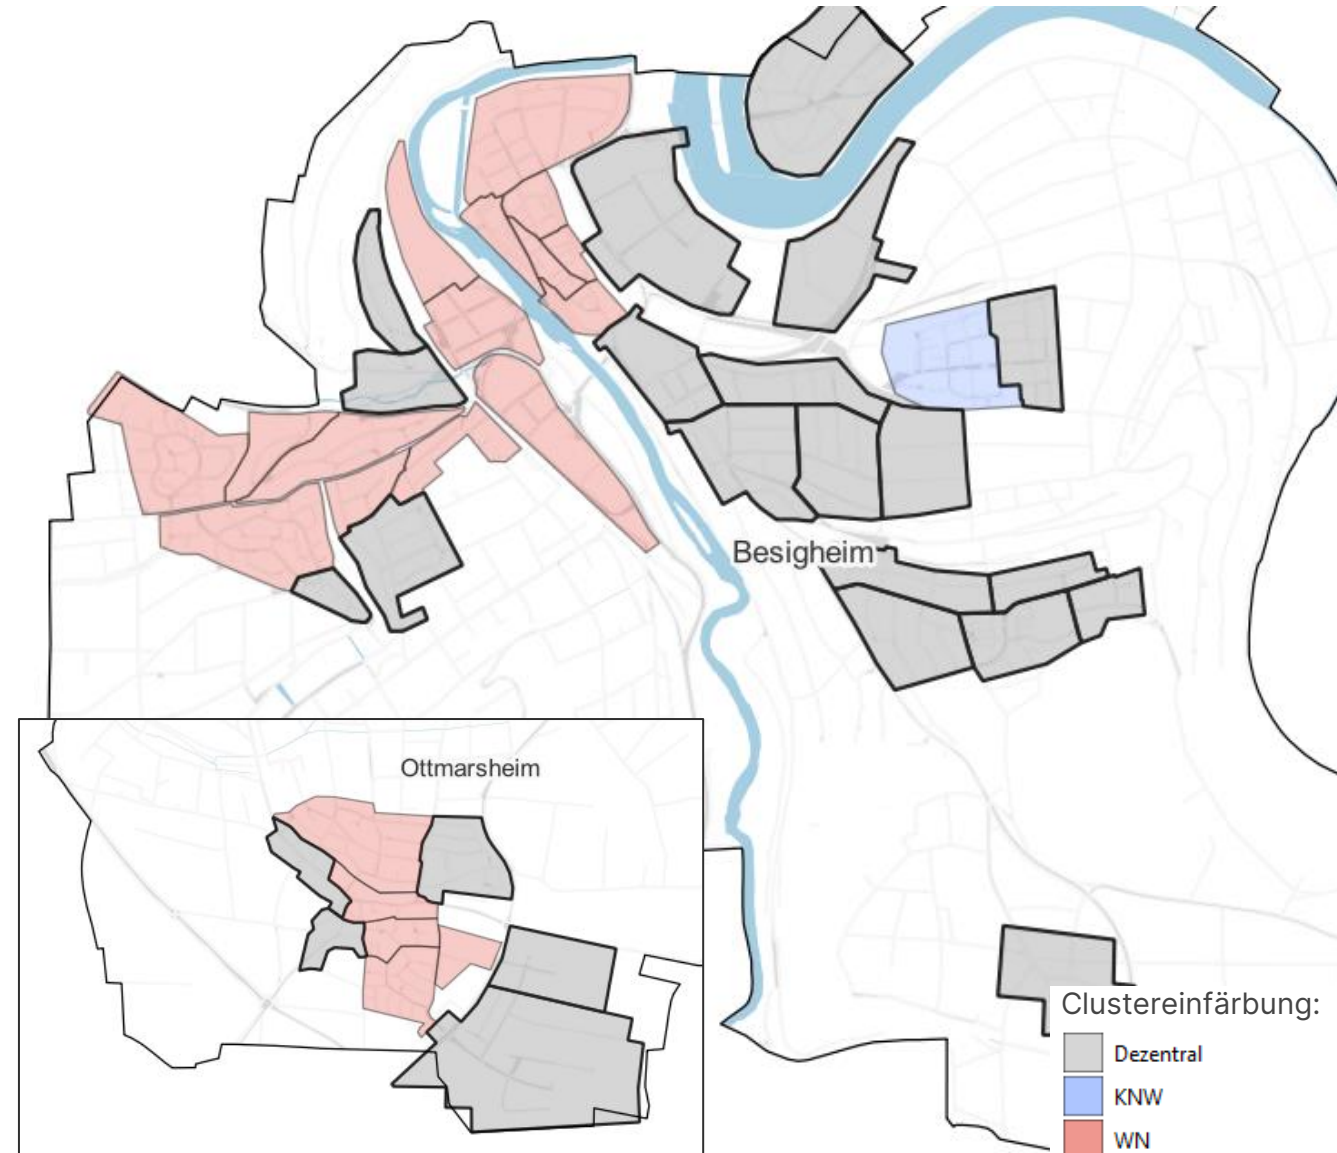 Besigheim
Ottmarsheim
Clustereinfärbung:
Dezentral
KNW
WN